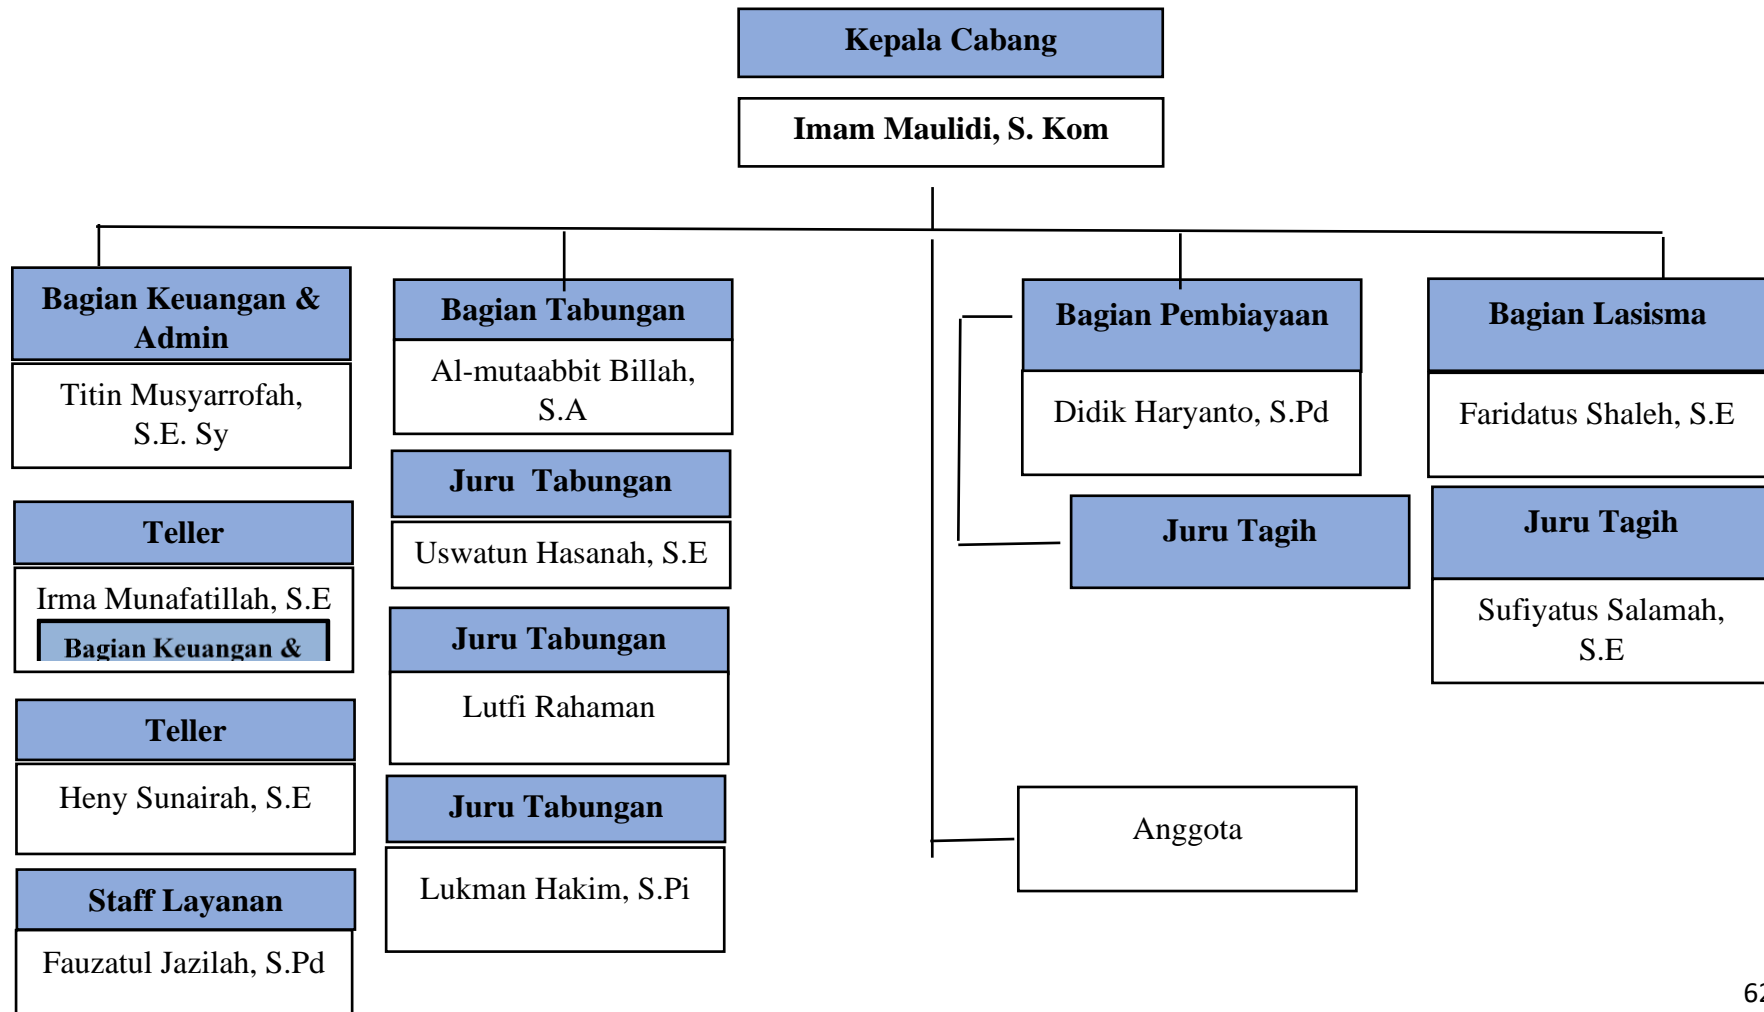 Kepala Cabang
Imam Maulidi, S. Kom
Bagian Keuangan &
Admin
Titin Musyarrofah,
S.E. Sy
Teller
Irma Munafatillah, S.E
Bagian Keuangan &
Teller
Heny Sunairah, S.E
Staff Layanan
Fauzatul Jazilah, S.Pd
Bagian Tabungan
Al-mutaabbit Billah,
S.A
Juru  Tabungan
Uswatun Hasanah, S.E
Juru Tabungan
Lutfi Rahaman
Juru Tabungan
Lukman Hakim, S.Pi
Bagian Pembiayaan
Didik Haryanto, S.Pd
Juru Tagih
Anggota
Bagian Lasisma
Faridatus Shaleh, S.E
Juru Tagih
Sufiyatus Salamah,
S.E
62